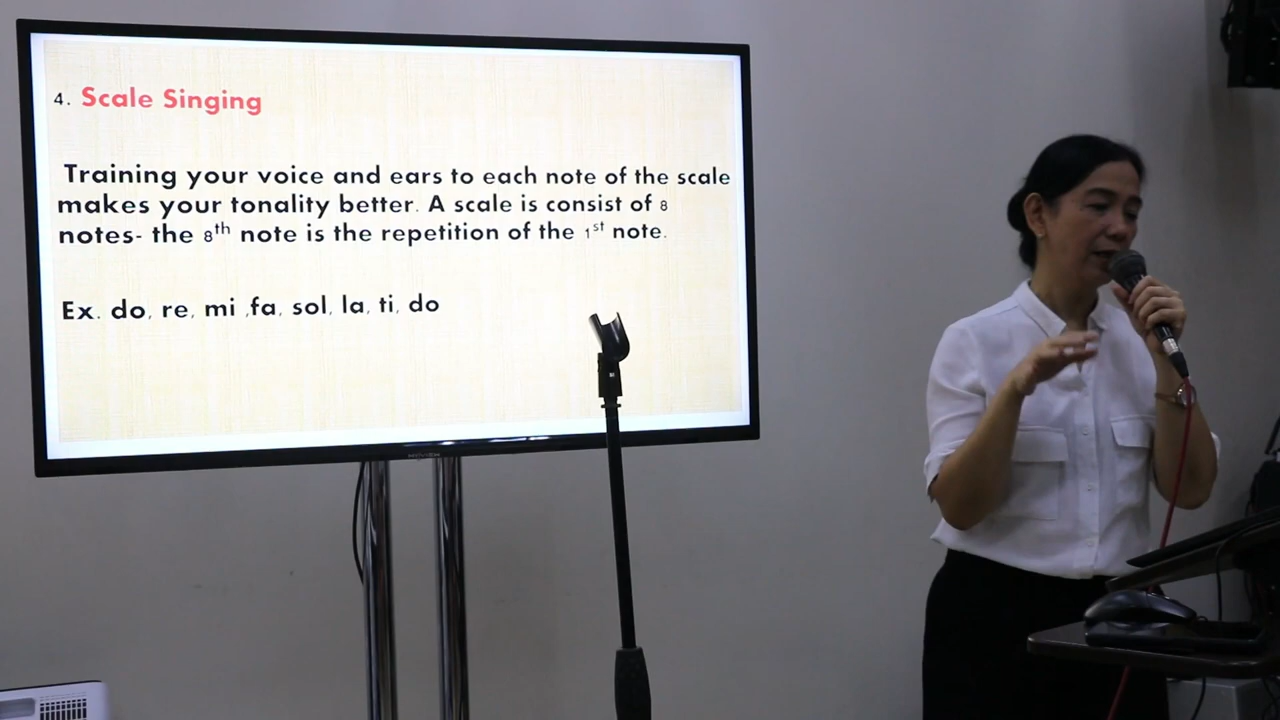 4. Scale Singing
Training your voice and ears to each note of the scale
makes your tonality better. A scale is consist of 8
notes- the 8th note is the repetition of the 1st note.
Ex. do, re, mi ,fa, sol, la, ti, do